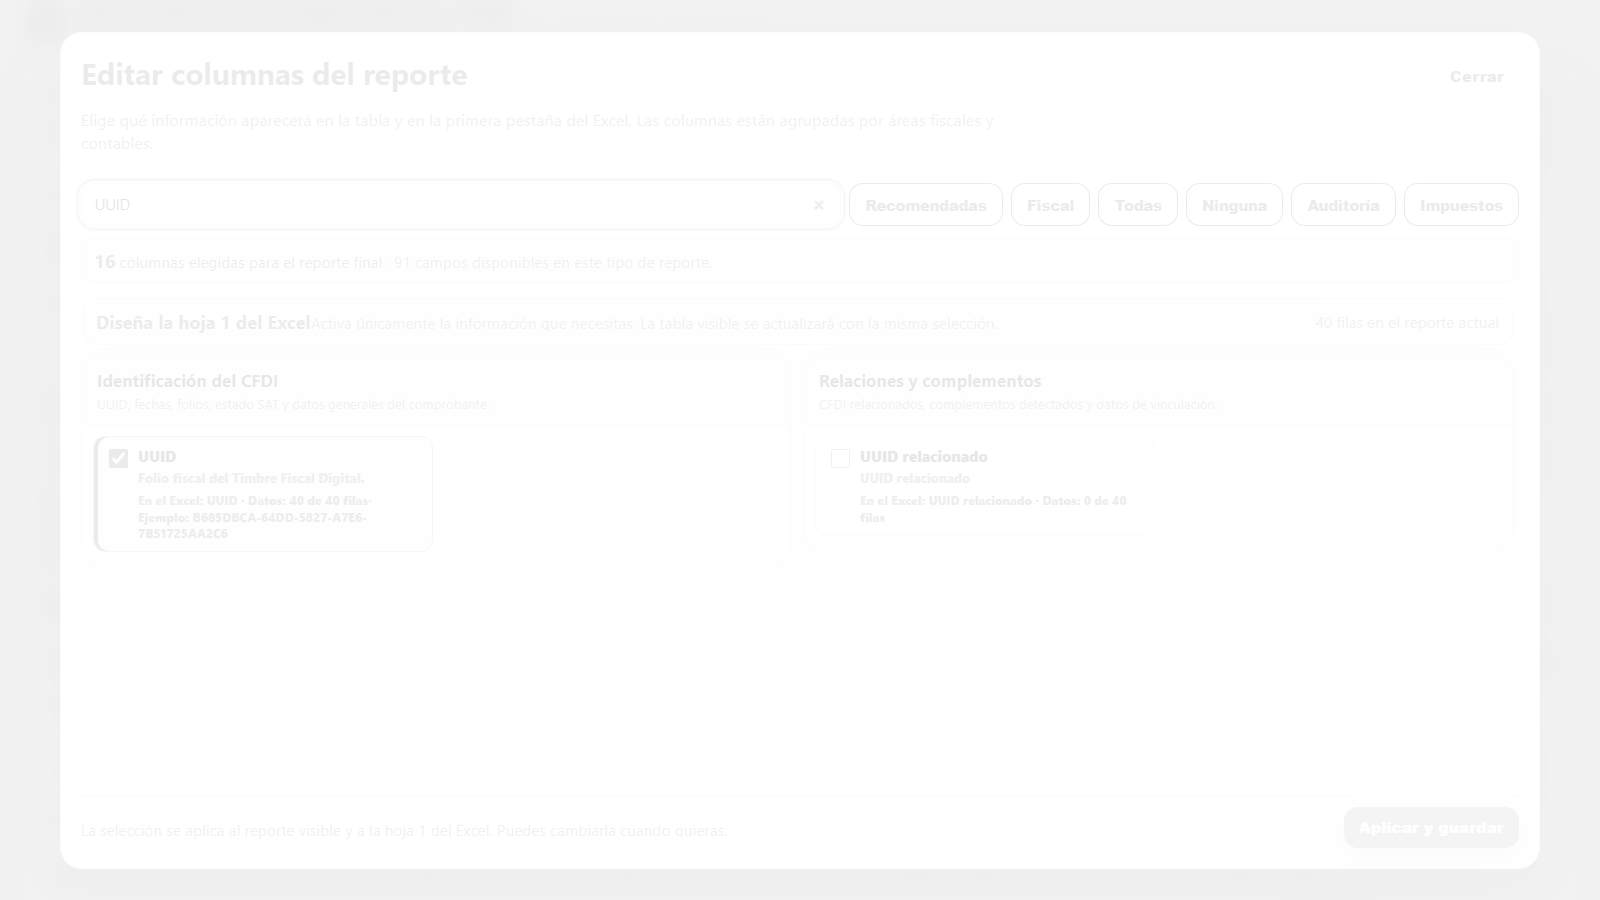 Editar columnas del reporte
Cerrar
Elige qué información aparecerá en la tabla y en la primera pestaña del Excel. Las columnas están agrupadas por áreas fiscales y
contables.
UUID ×
Recomendadas
Fiscal
Todas
Ninguna
Auditoría
Impuestos
16 columnas elegidas para el reporte final · 91 campos disponibles en este tipo de reporte.
Diseña la hoja 1 del ExcelActiva únicamente la información que necesitas. La tabla visible se actualizará con la misma selección.
40 filas en el reporte actual
Identificación del CFDI
UUID, fechas, folios, estado SAT y datos generales del comprobante.
UUID
Folio fiscal del Timbre Fiscal Digital.
En el Excel: UUID · Datos: 40 de 40 filas·
Ejemplo: B685DBCA-64DD-5827-A7E6-
7B51725AA2C6
Relaciones y complementos
CFDI relacionados, complementos detectados y datos de vinculación.
UUID relacionado
UUID relacionado
En el Excel: UUID relacionado · Datos: 0 de 40
filas
La selección se aplica al reporte visible y a la hoja 1 del Excel. Puedes cambiarla cuando quieras.
Aplicar y guardar